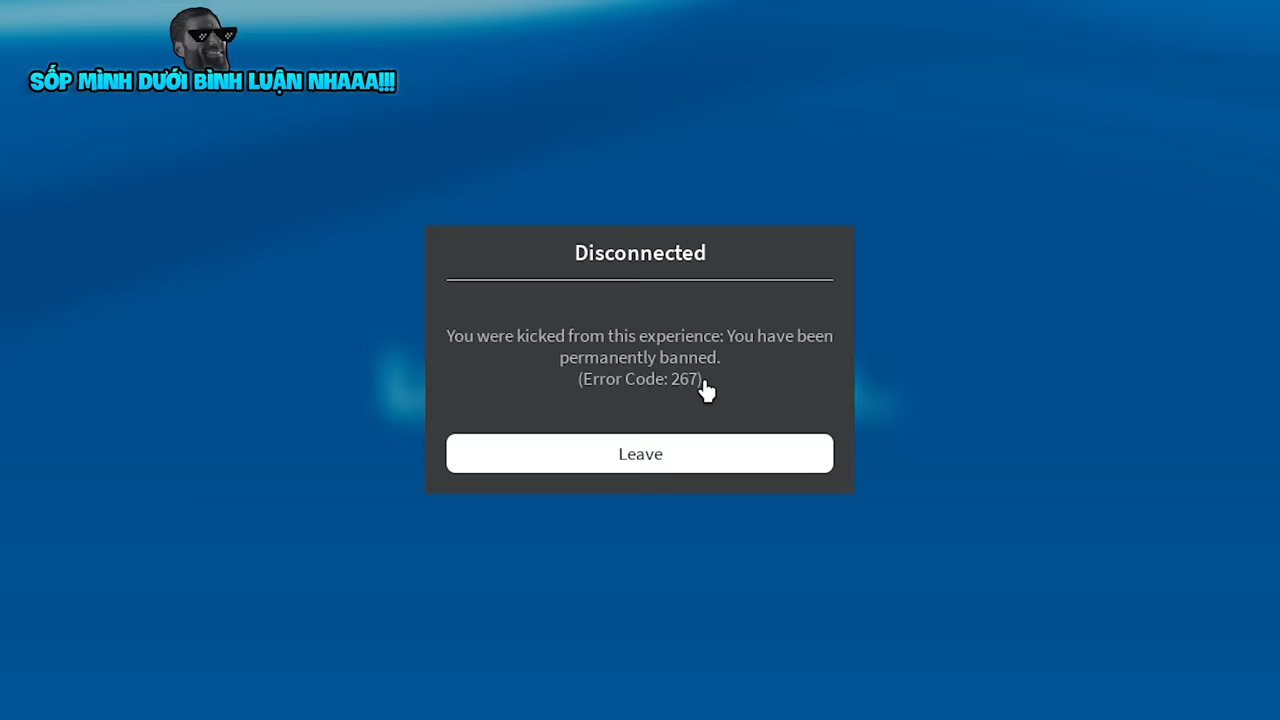 SỐP MÌNH DƯỚI BÌNH LUẬN NHAAA!!!
Disconnected
You were kicked from this experience: You have been
permanently banned.
(Error Code: 267)
Leave